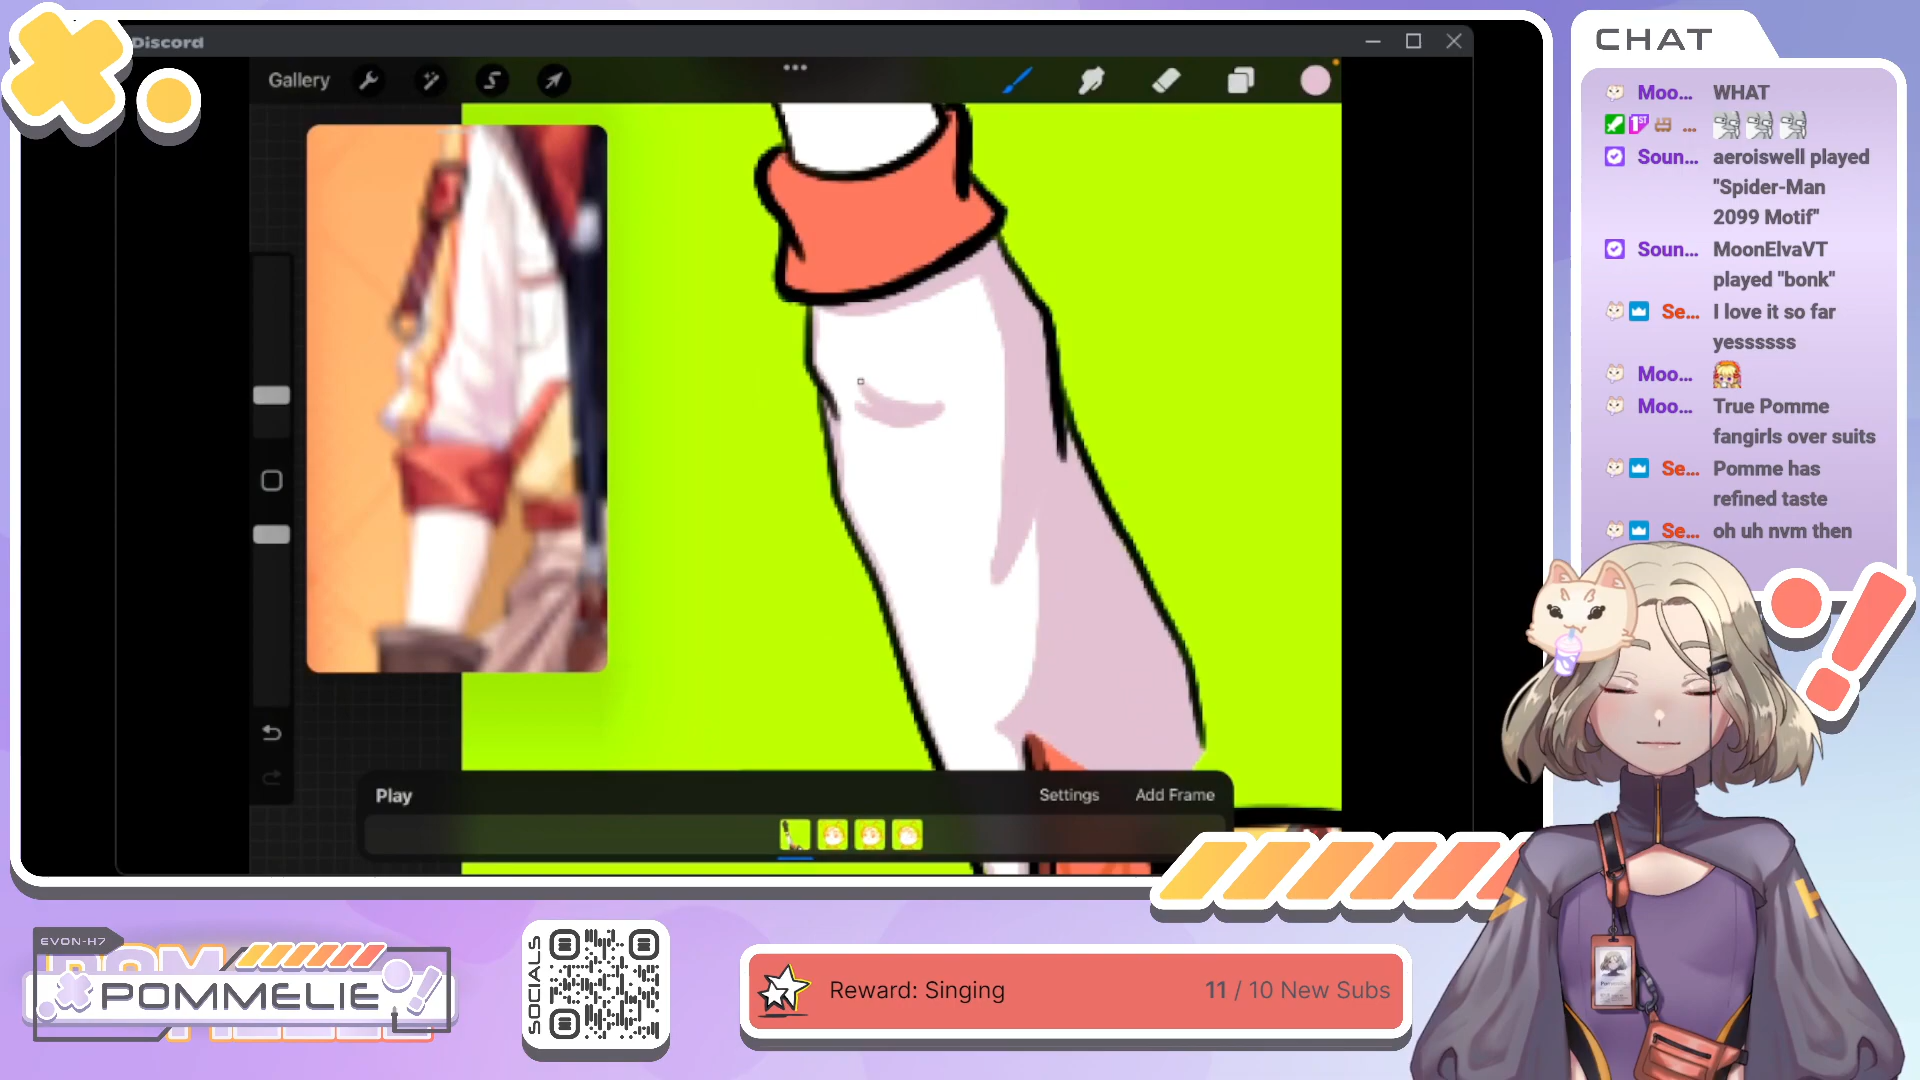 Discord
Gallery
Play
Settings
Add Frame
CHAT
Moo... WHAT
1ST ...
Soun... aeroiswell played
"Spider-Man
2099 Motif"
Soun... MoonElvaVT
played "bonk"
Se... I love it so far
yessssss
Moo...
Moo... True Pomme
fangirls over suits
Se... Pomme has
refined taste
Se... oh uh nvm then
EVON-H7
POMMELIE
SOCIALS
Reward: Singing
11 / 10 New Subs